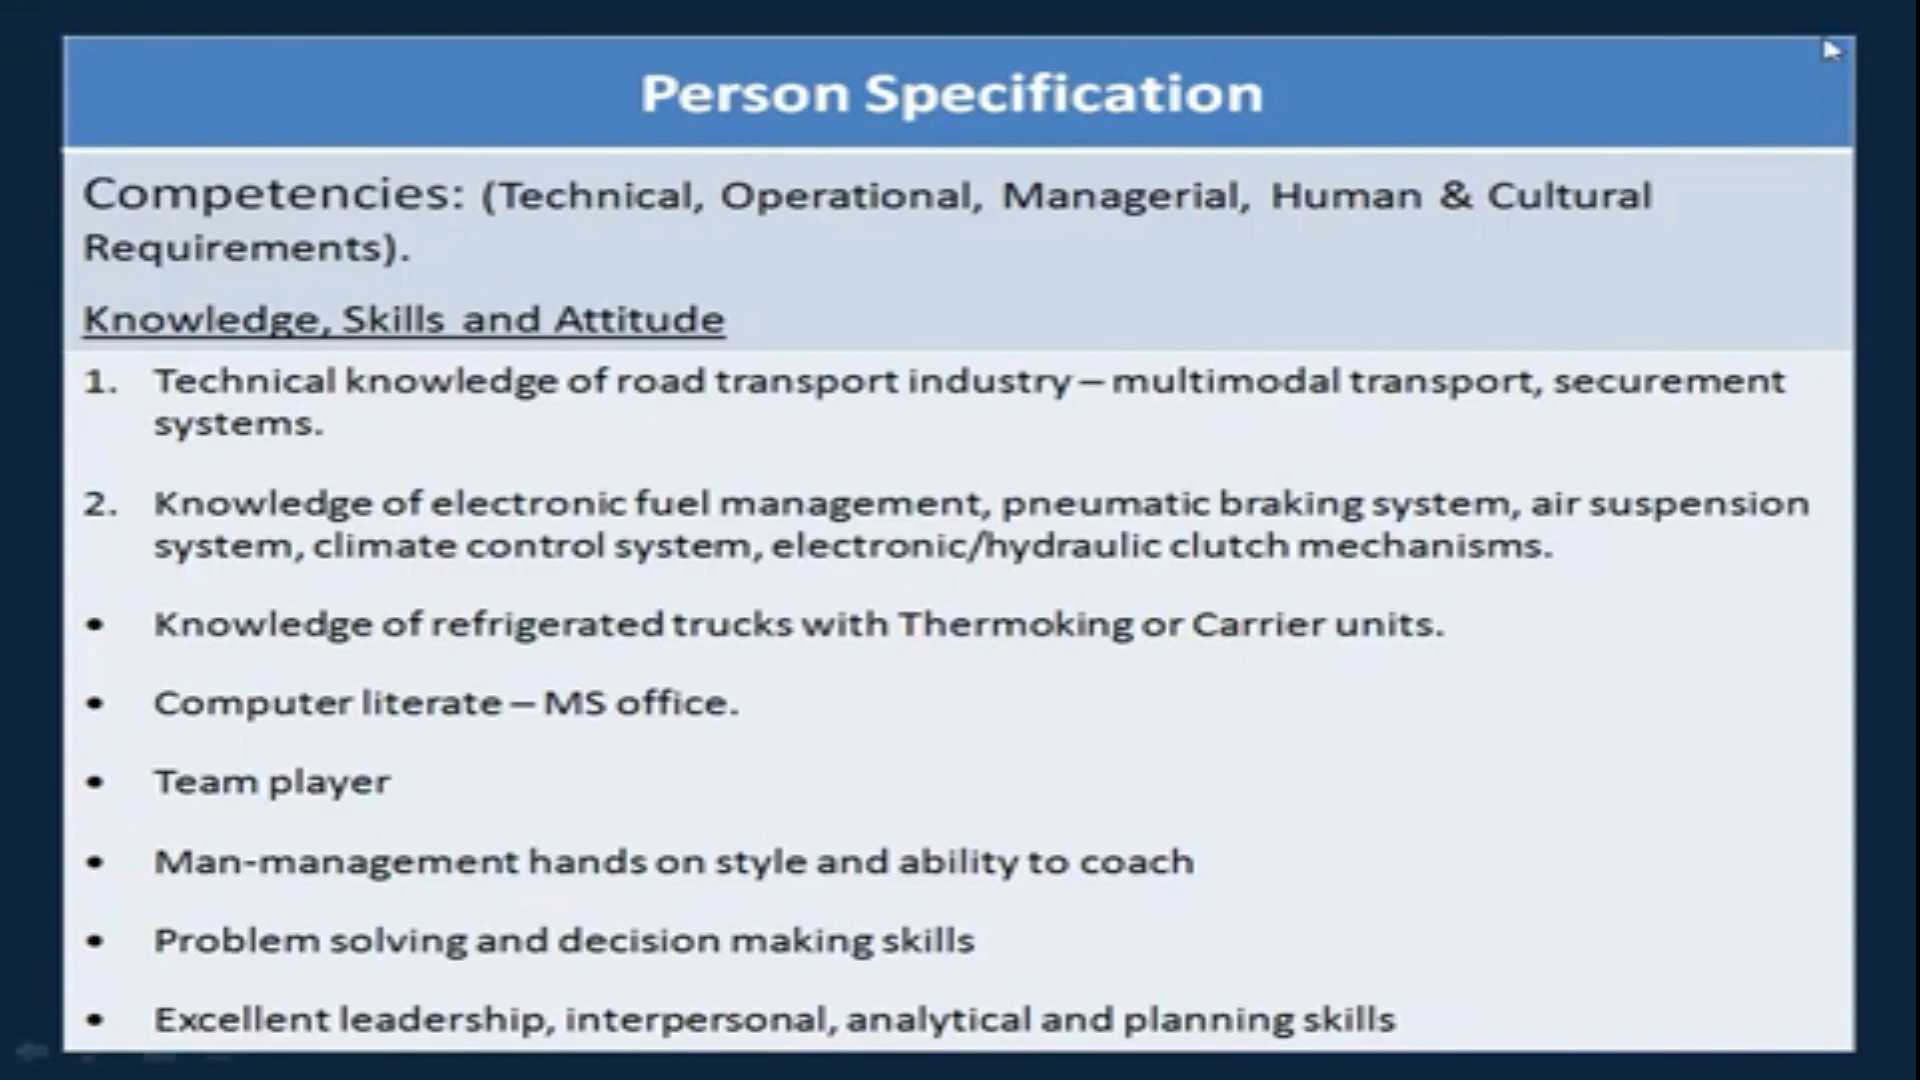 Person Specification
Competencies: (Technical, Operational, Managerial, Human & Cultural
Requirements).
Knowledge, Skills and Attitude
1. Technical knowledge of road transport industry – multimodal transport, securement
systems.
2. Knowledge of electronic fuel management, pneumatic braking system, air suspension
system, climate control system, electronic/hydraulic clutch mechanisms.
• Knowledge of refrigerated trucks with Thermoking or Carrier units.
• Computer literate – MS office.
• Team player
• Man-management hands on style and ability to coach
• Problem solving and decision making skills
• Excellent leadership, interpersonal, analytical and planning skills